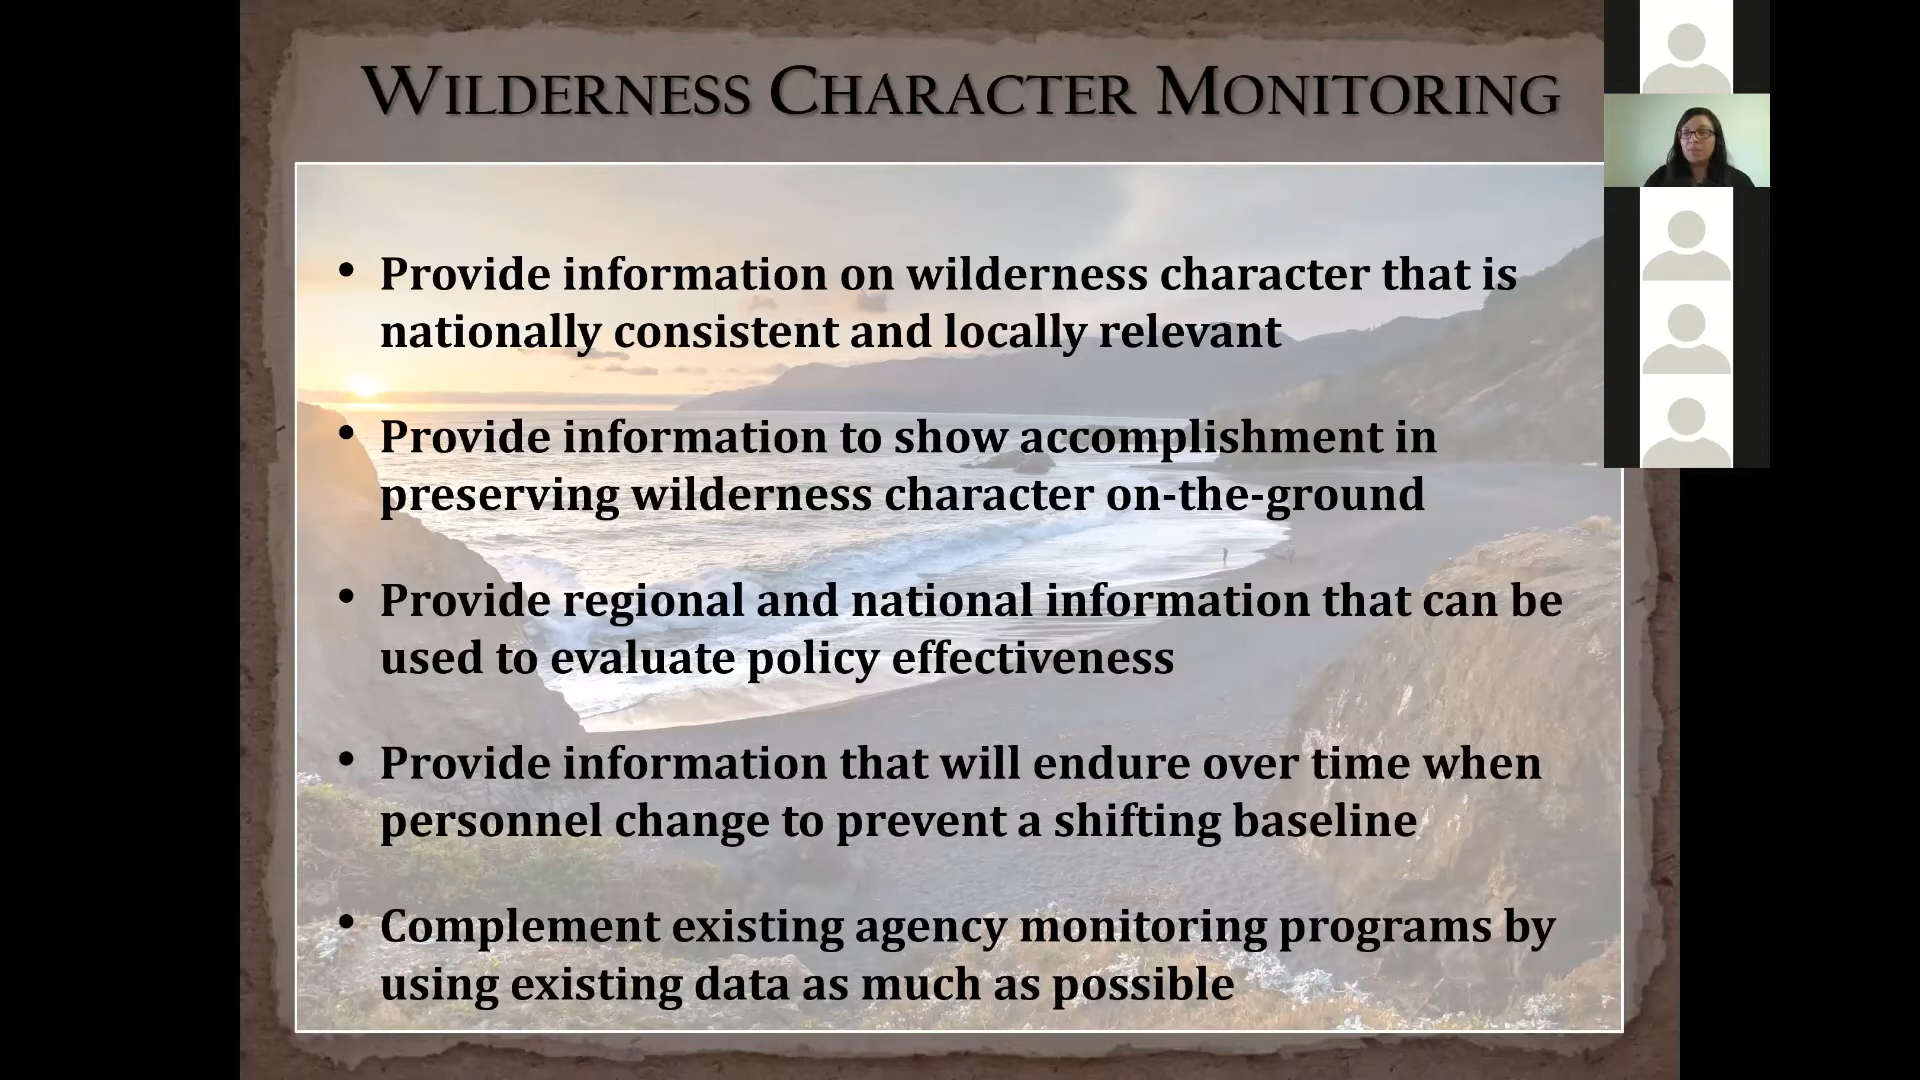 WILDERNESS CHARACTER MONITORING
• Provide information on wilderness character that is
nationally consistent and locally relevant
• Provide information to show accomplishment in
preserving wilderness character on-the-ground
• Provide regional and national information that can be
used to evaluate policy effectiveness
• Provide information that will endure over time when
personnel change to prevent a shifting baseline
• Complement existing agency monitoring programs by
using existing data as much as possible